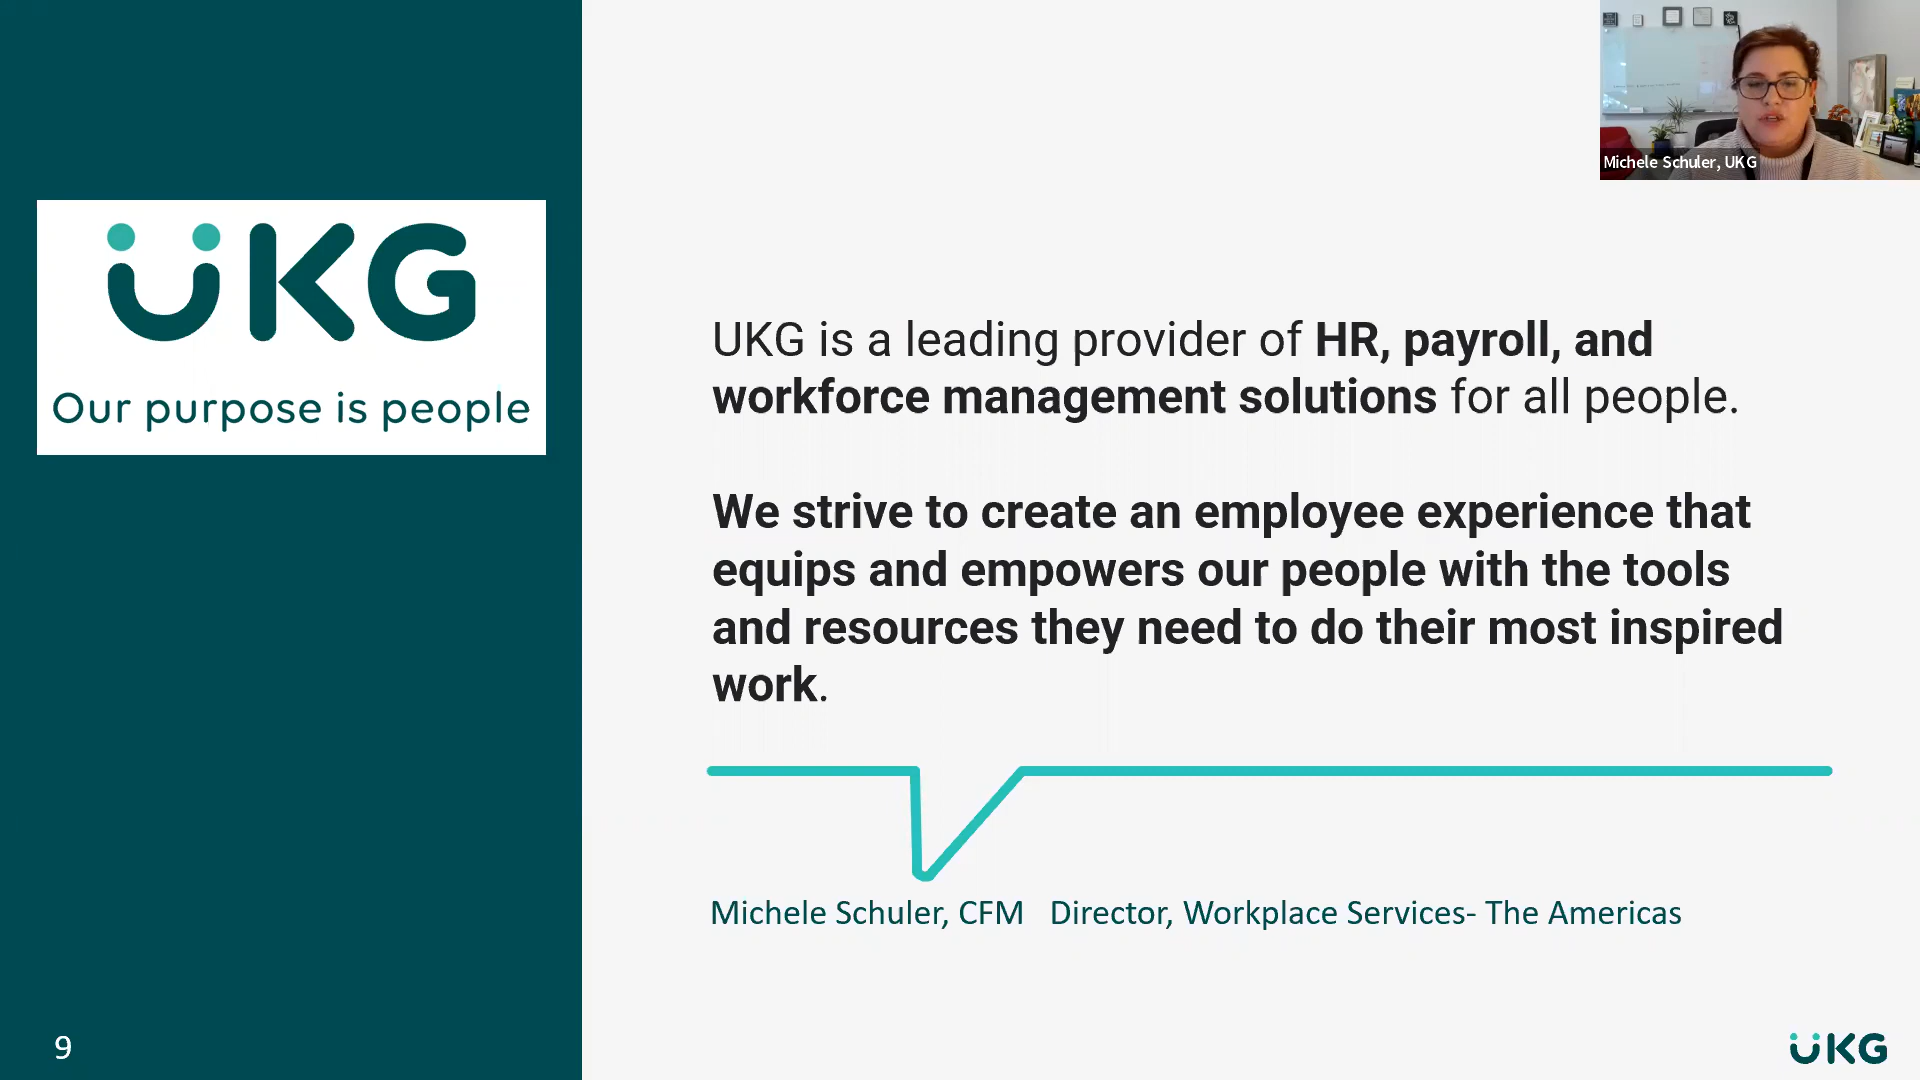 Michele Schuler, UKG
UKG
Our purpose is people
UKG is a leading provider of HR, payroll, and
workforce management solutions for all people.
We strive to create an employee experience that
equips and empowers our people with the tools
and resources they need to do their most inspired
work.
Michele Schuler, CFM   Director, Workplace Services- The Americas
9
UKG